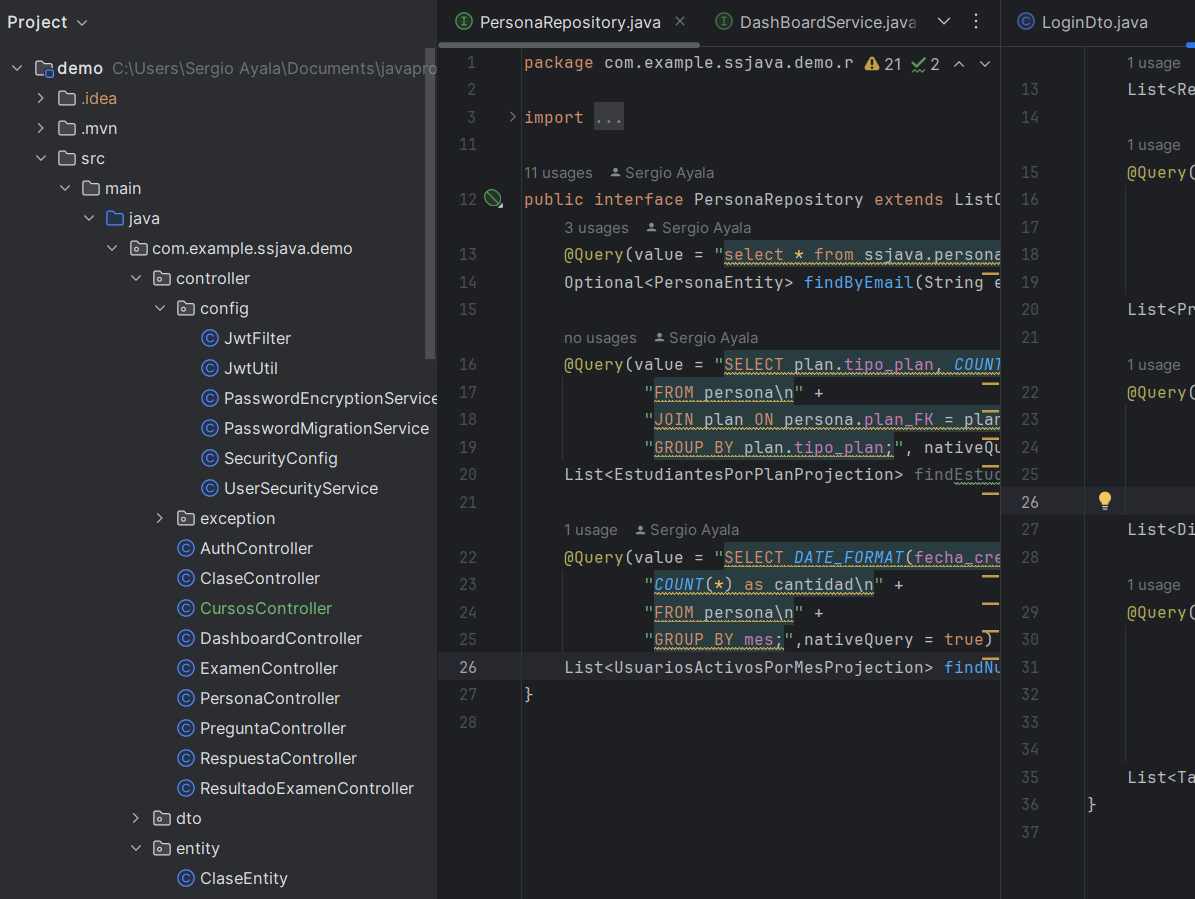 Project
demo C:\Users\Sergio Ayala\Documents\javapro
.idea
.mvn
src
main
java
com.example.ssjava.demo
controller
config
JwtFilter
JwtUtil
PasswordEncryptionService
PasswordMigrationService
SecurityConfig
UserSecurityService
exception
AuthController
ClaseController
CursosController
DashboardController
ExamenController
PersonaController
PreguntaController
RespuestaController
ResultadoExamenController
dto
entity
ClaseEntity
PersonaRepository.java
DashBoardService.java
1 package com.example.ssjava.demo.r 21 2
2
3 import ...
11
11 usages Sergio Ayala
12 public interface PersonaRepository extends List
3 usages Sergio Ayala
13 @Query(value = "select * from ssjava.persona
14 Optional<PersonaEntity> findByEmail(String e
15
no usages Sergio Ayala
16 @Query(value = "SELECT plan.tipo_plan, COUNT
17 "FROM persona\n" +
18 "JOIN plan ON persona.plan_FK = plan
19 "GROUP BY plan.tipo_plan;", nativeQu
20 List<EstudiantesPorPlanProjection> findEstud
21
1 usage Sergio Ayala
22 @Query(value = "SELECT DATE_FORMAT(fecha_cre
23 "COUNT(*) as cantidad\n" +
24 "FROM persona\n" +
25 "GROUP BY mes;",nativeQuery = true)
26 List<UsuariosActivosPorMesProjection> findNu
27 }
28
LoginDto.java
1 usage
13 List<Re
14
1 usage
15 @Query(
16
17
18
19
20 List<Pr
21
1 usage
22 @Query(
23
24
25
26
27 List<Di
28
1 usage
29 @Query(
30
31
32
33
34
35 List<Ta
36 }
37